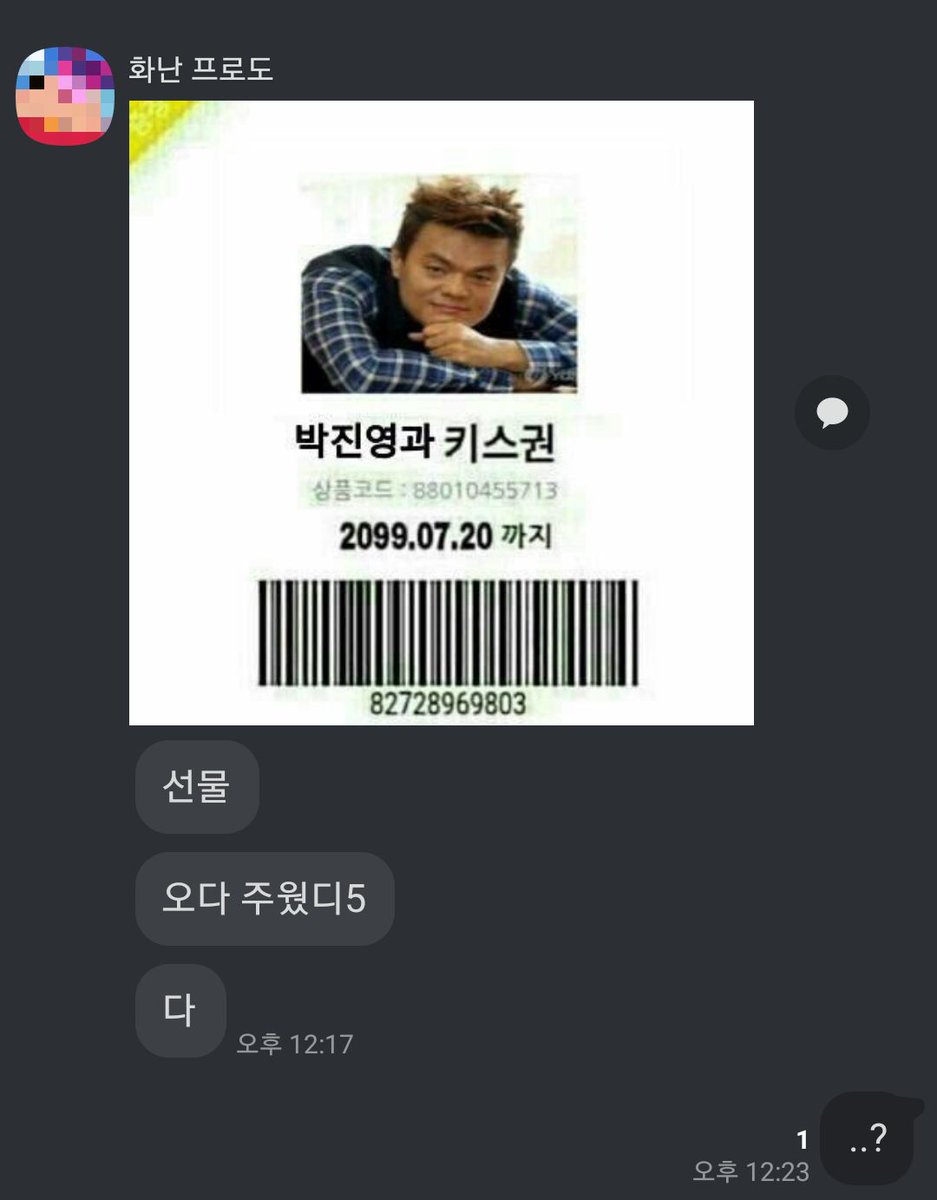 화난 프로도
박진영과 키스권
상품코드 : 88010455713
2099.07.20 까지
82728969803
선물
오다 주웠디5
다
오후 12:17
..?
1
오후 12:23